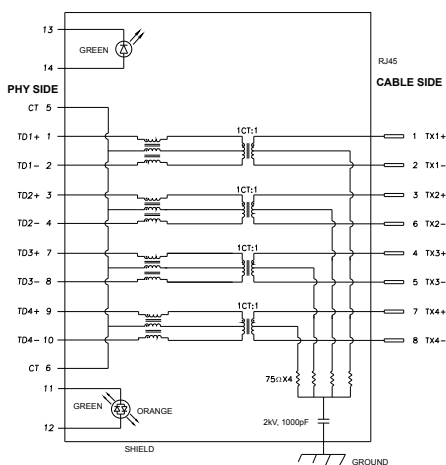 13
GREEN
14
RJ45
PHY SIDE
CABLE SIDE
CT 5
1CT:1
TD1+ 1
1 TX1+
TD1- 2
2 TX1-
1CT:1
TD2+ 3
3 TX2+
TD2- 4
6 TX2-
1CT:1
TD3+ 7
4 TX3+
TD3- 8
5 TX3-
1CT:1
TD4+ 9
7 TX4+
TD4- 10
8 TX4-
CT 6
75ΩX4
11
GREEN
ORANGE
2kV, 1000pF
12
SHIELD
GROUND